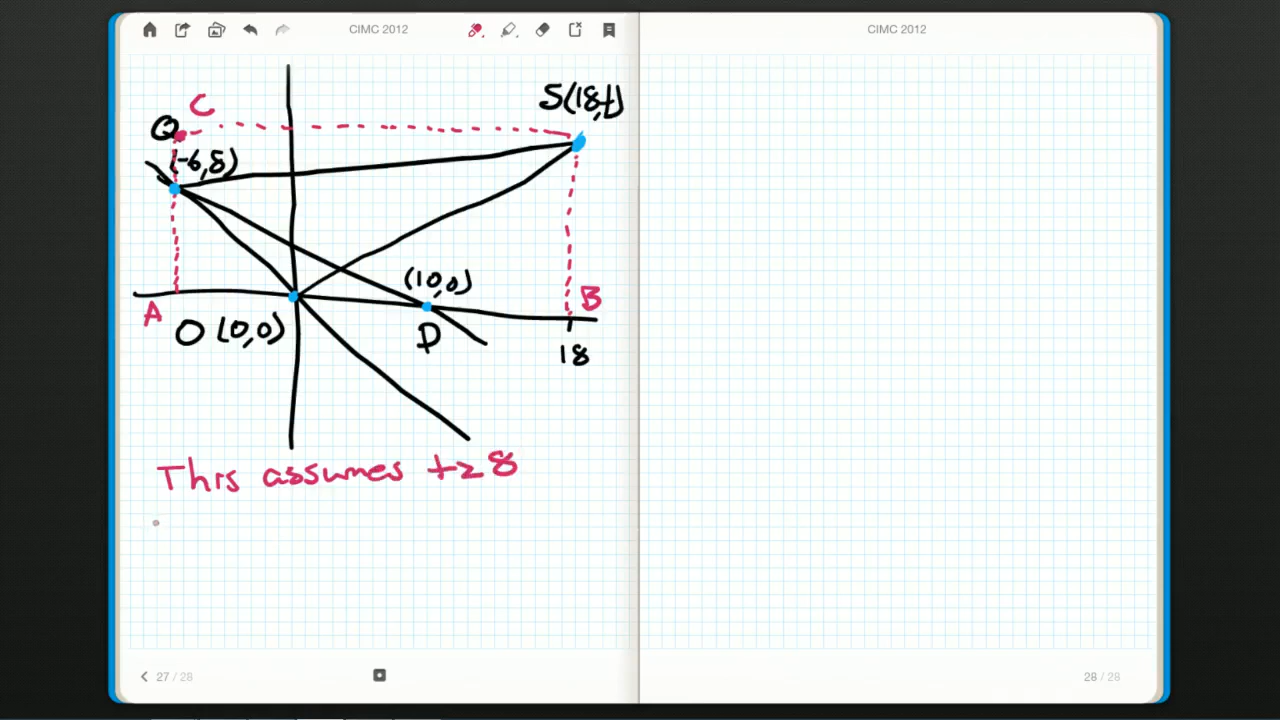 CIMC 2012
CIMC 2012
S(18,t)
C
Q
(-6,8)
(10,0)
A
B
O (0,0)
D
18
This assumes t≥8
27 / 28
28 / 28